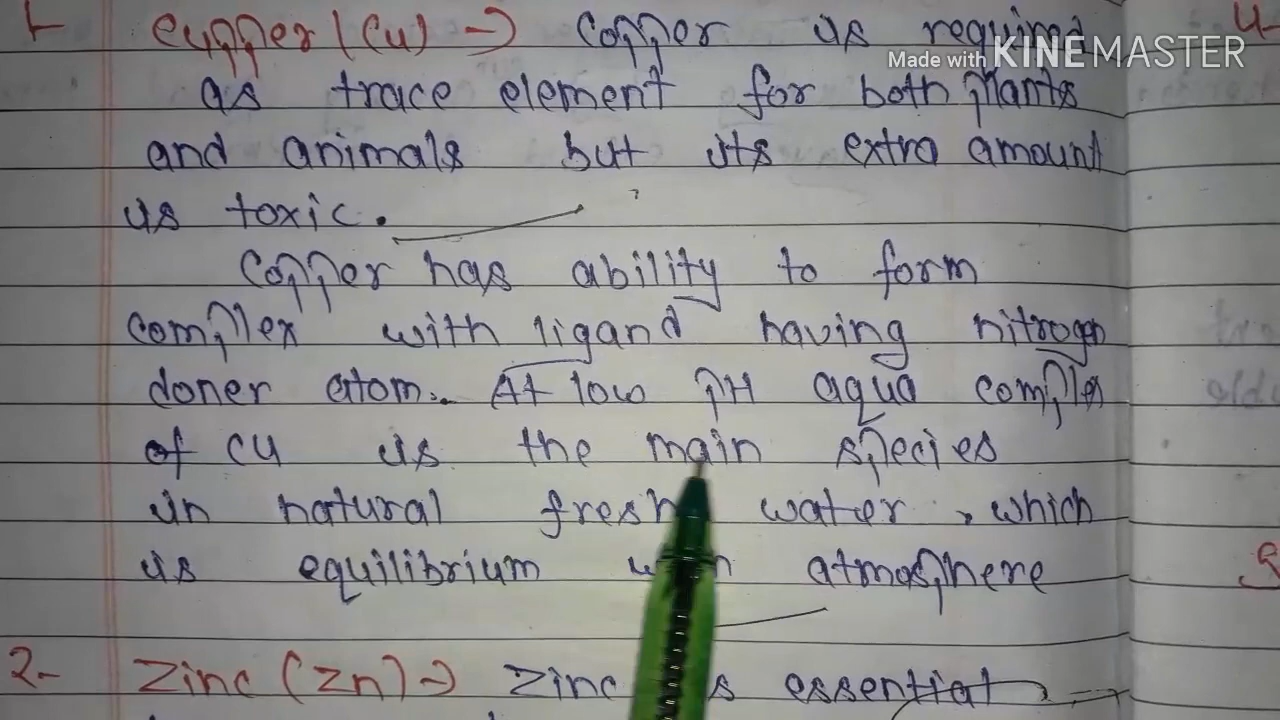 1- cupper (Cu) → Copper is required
Made with KINEMASTER
as trace element for both plants
and animals but its extra amount
is toxic.
Copper has ability to form
complex with ligand having nitrogen
doner atom. At low pH aqua complex
of Cu is the main species
in natural fresh water, which
is equilibrium with atmosphere
2- Zinc (Zn) → Zinc is essential